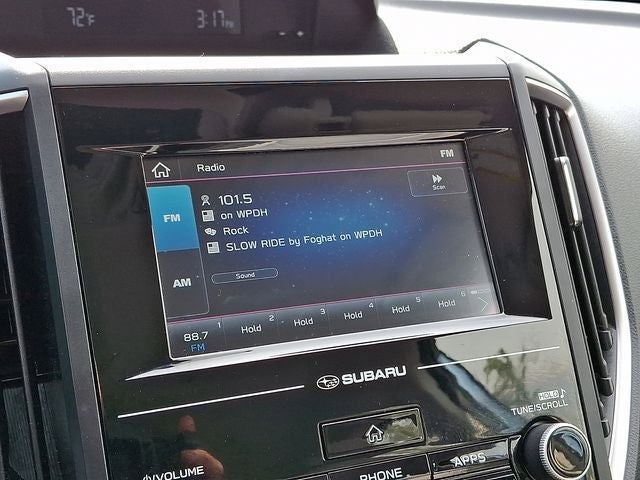 72°F
3:17PM
Radio
FM
101.5
on WPDH
Rock
SLOW RIDE by Foghat on WPDH
FM
AM
Scan
Sound
88.7
FM
1
Hold 2
Hold 3
Hold 4
Hold 5
Hold 6
SUBARU
HOLD
TUNE/SCROLL
VOLUME
PHONE
APPS